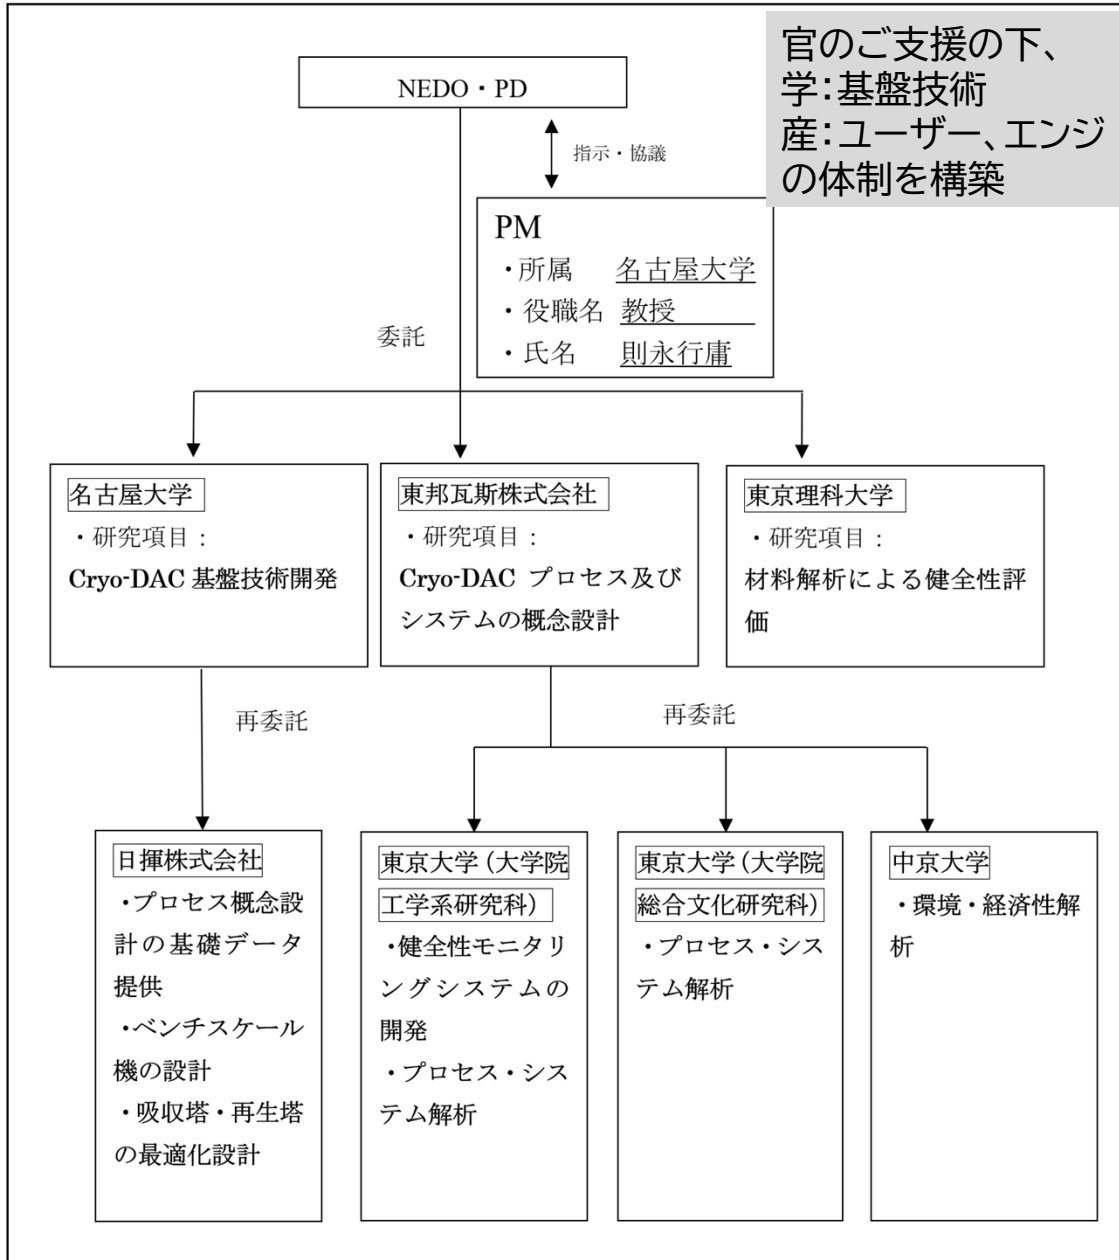 官のご支援の下、
学：基盤技術
産：ユーザー、エンジ
の体制を構築
NEDO・PD
指示・協議
PM
・所属 名古屋大学
・役職名 教授
・氏名 則永行庸
委託
名古屋大学
・研究項目：
Cryo-DAC 基盤技術開発
東邦瓦斯株式会社
・研究項目：
Cryo-DAC プロセス及び
システムの概念設計
東京理科大学
・研究項目：
材料解析による健全性評
価
再委託
再委託
日揮株式会社
・プロセス概念設
計の基礎データ
提供
・ベンチスケール
機の設計
・吸収塔・再生塔
の最適化設計
東京大学（大学院
工学系研究科）
・健全性モニタリ
ングシステムの
開発
・プロセス・シス
テム解析
東京大学（大学院
総合文化研究科）
・プロセス・シス
テム解析
中京大学
・環境・経済性解
析